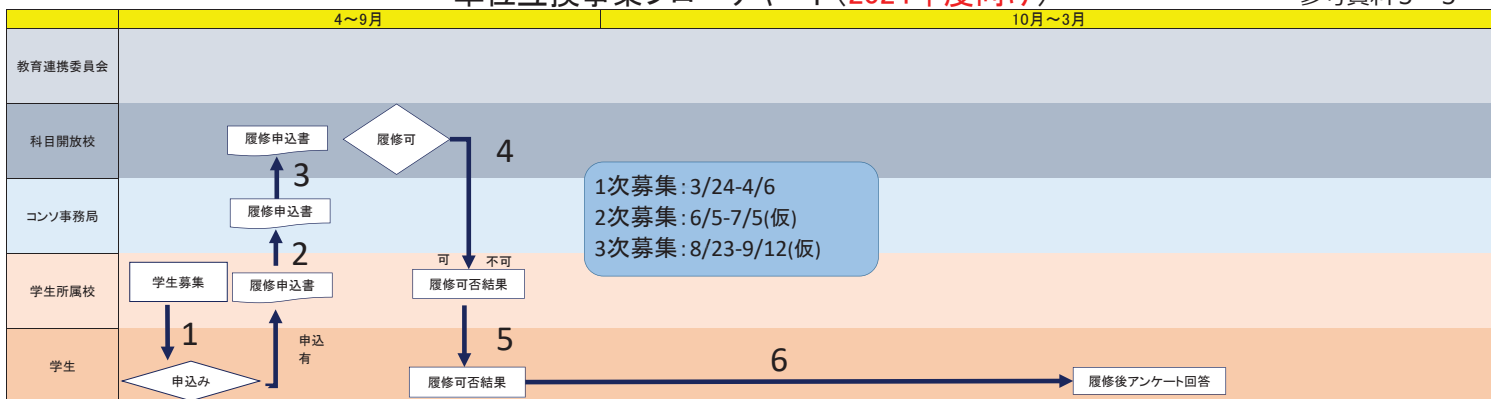 4～9月
10月～3月
教育連携委員会
科目開放校
履修申込書
履修可
4
3
1次募集：3/24-4/6
2次募集：6/5-7/5(仮)
3次募集：8/23-9/12(仮)
コンソ事務局
履修申込書
2
可 不可
学生所属校
学生募集
履修申込書
履修可否結果
1
申込
有
5
学生
申込み
履修可否結果
6
履修後アンケート回答